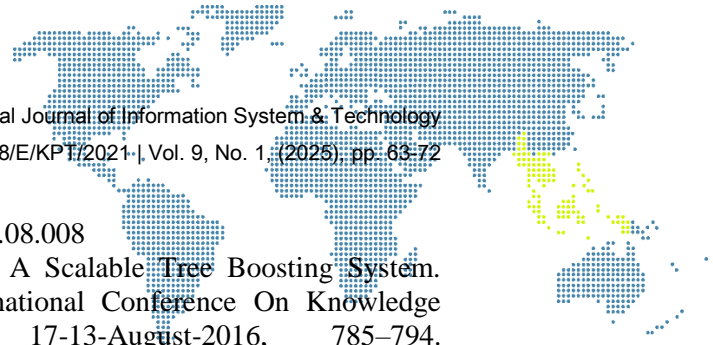 al Journal of Information System & Technology
8/E/KPT/2021 | Vol. 9, No. 1, (2025), pp. 63-72
.08.008
A Scalable Tree Boosting System.
national Conference On Knowledge
17-13-August-2016, 785–794.